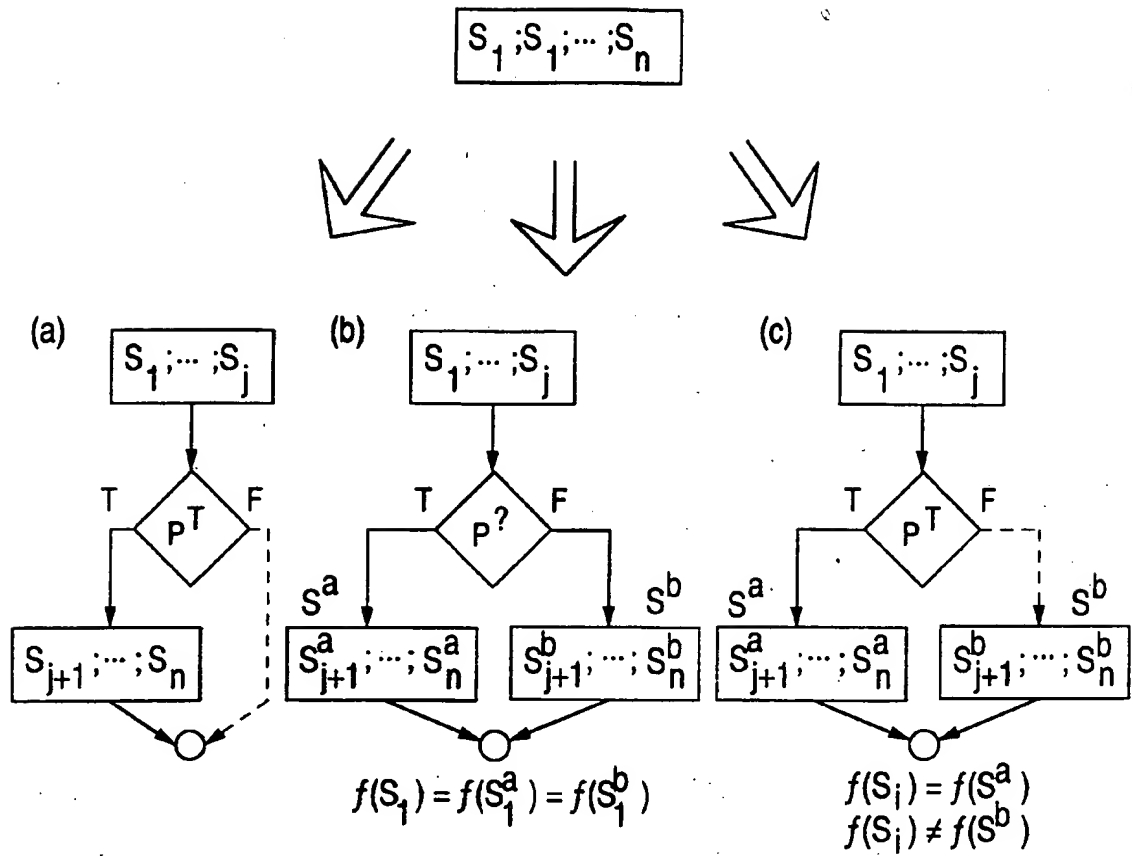 S₁ ;S₁;··· ;Sₙ
(a)
S₁ ;··· ;Sⱼ
T
F
Pᵀ
Sⱼ₊₁ ;··· ; Sₙ
(b)
S₁ ;··· ;Sⱼ
T
F
P?
Sᵃ
Sᵇ
Sᵃⱼ₊₁ ;··· ; Sᵃₙ
Sᵇⱼ₊₁ ;··· ; Sᵇₙ
f(S₁) = f(Sᵃ₁) = f(Sᵇ₁)
(c)
S₁ ;··· ;Sⱼ
T
F
Pᵀ
Sᵃ
Sᵇ
Sᵃⱼ₊₁ ;··· ; Sᵃₙ
Sᵇⱼ₊₁ ;··· ; Sᵇₙ
f(Sᵢ) = f(Sᵃ)
f(Sᵢ) ≠ f(Sᵇ)